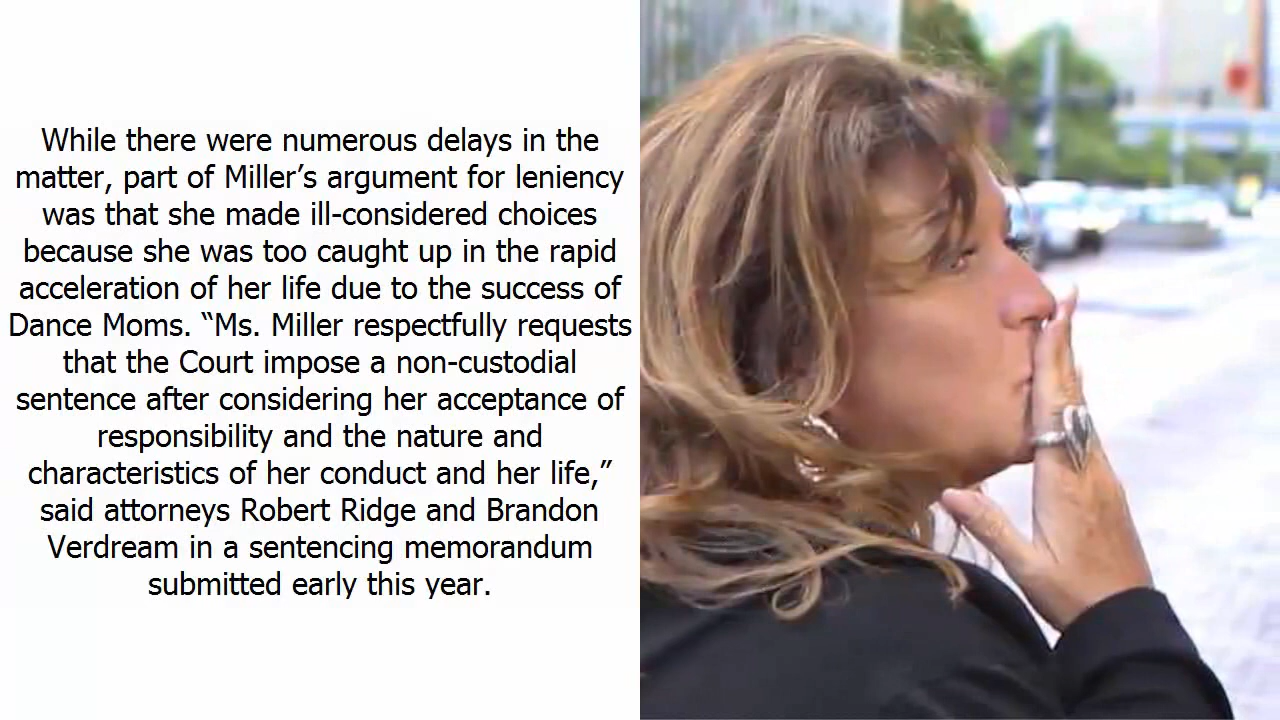 While there were numerous delays in the
matter, part of Miller’s argument for leniency
was that she made ill-considered choices
because she was too caught up in the rapid
acceleration of her life due to the success of
Dance Moms. “Ms. Miller respectfully requests
that the Court impose a non-custodial
sentence after considering her acceptance of
responsibility and the nature and
characteristics of her conduct and her life,”
said attorneys Robert Ridge and Brandon
Verdream in a sentencing memorandum
submitted early this year.